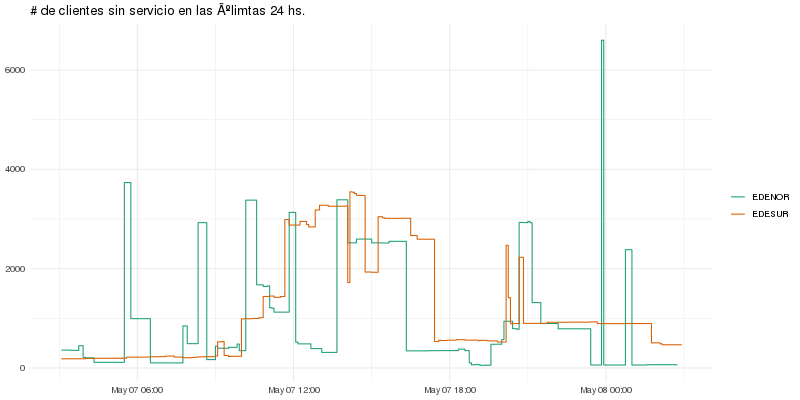 # de clientes sin servicio en las Ãºlimtas 24 hs.
6000
4000
2000
0
May 07 06:00
May 07 12:00
May 07 18:00
May 08 00:00
EDENOR
EDESUR